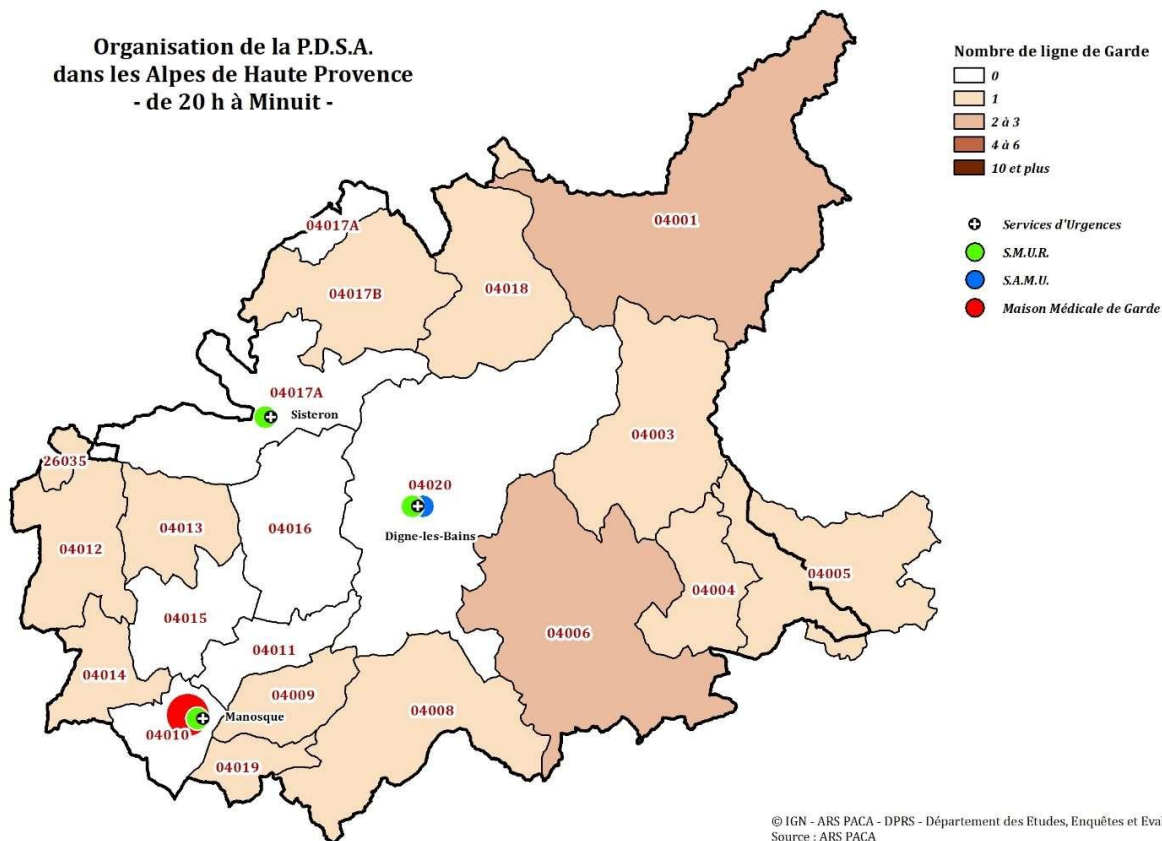 Organisation de la P.D.S.A.
dans les Alpes de Haute Provence
- de 20 h à Minuit -
Nombre de ligne de Garde
0
1
2 à 3
4 à 6
10 et plus
Services d'Urgences
S.M.U.R.
S.A.M.U.
Maison Médicale de Garde
04017A
04001
04017B
04018
04017A
Sisteron
04003
26035
04020
04013
04016
Digne-les-Bains
04012
04005
04004
04015
04006
04011
04014
04009
04008
Manosque
04010
04019
© IGN - ARS PACA - DPRS - Département des Etudes, Enquêtes et Eval
Source : ARS PACA